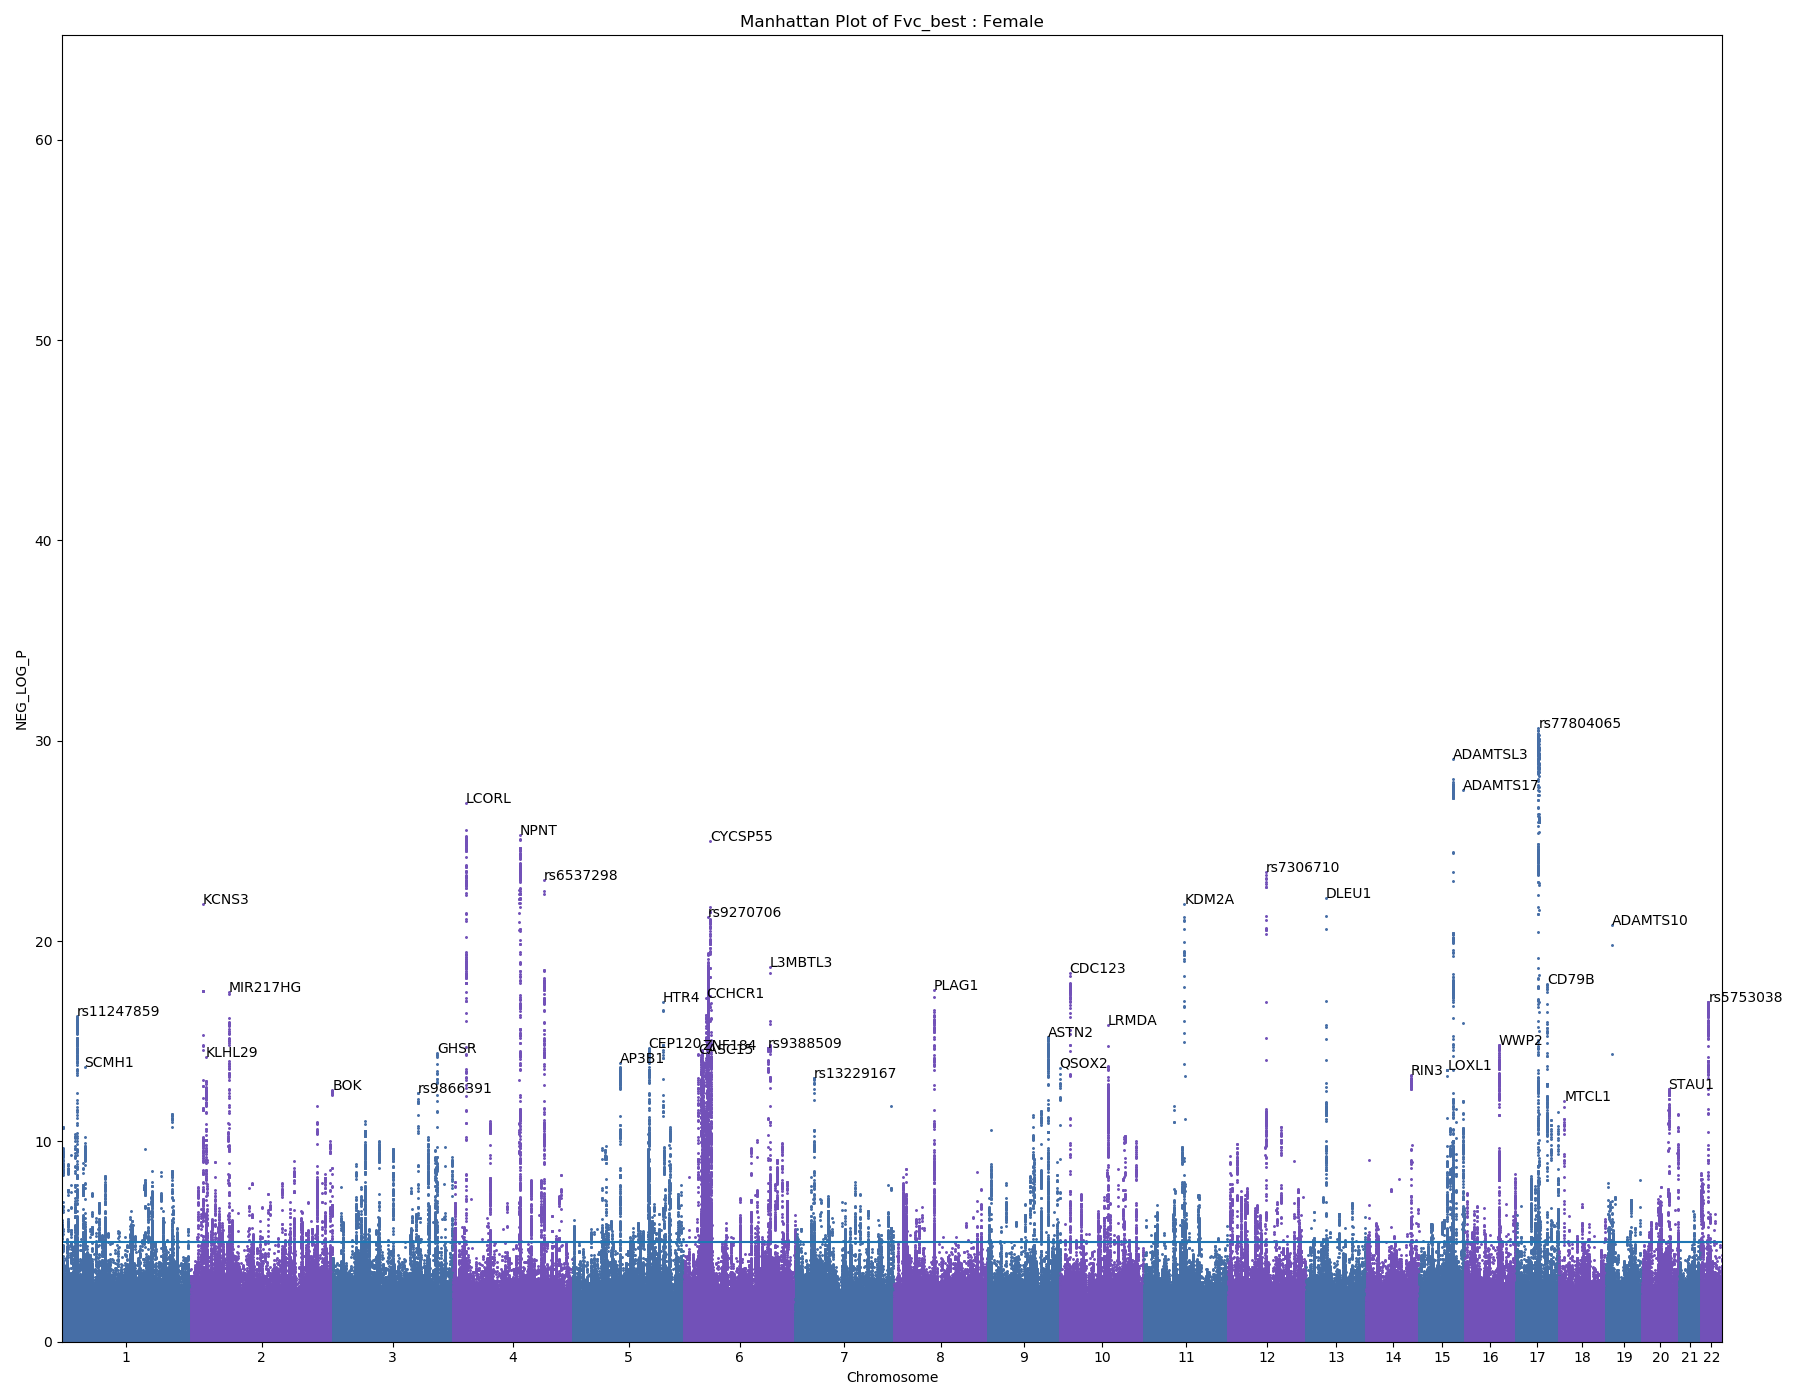 Manhattan Plot of Fvc_best : Female
60
50
40
30
20
10
0
NEG_LOG_P
rs77804065
ADAMTSL3
ADAMTS17
LCORL
NPNT
CYCSP55
rs7306710
rs6537298
DLEU1
KCNS3
KDM2A
rs9270706
ADAMTS10
L3MBTL3
CDC123
CD79B
MIR217HG
PLAG1
CCHCR1
HTR4
rs5753038
rs11247859
LRMDA
ASTN2
WWP2
CEP120
ZNF184
rs9388509
GHSR
CASC15
KLHL29
AP3B1
SCMH1
QSOX2
LOXL1
RIN3
rs13229167
BOK
rs9866391
STAU1
MTCL1
1 2 3 4 5 6 7 8 9 10 11 12 13 14 15 16 17 18 19 20 21 22
Chromosome